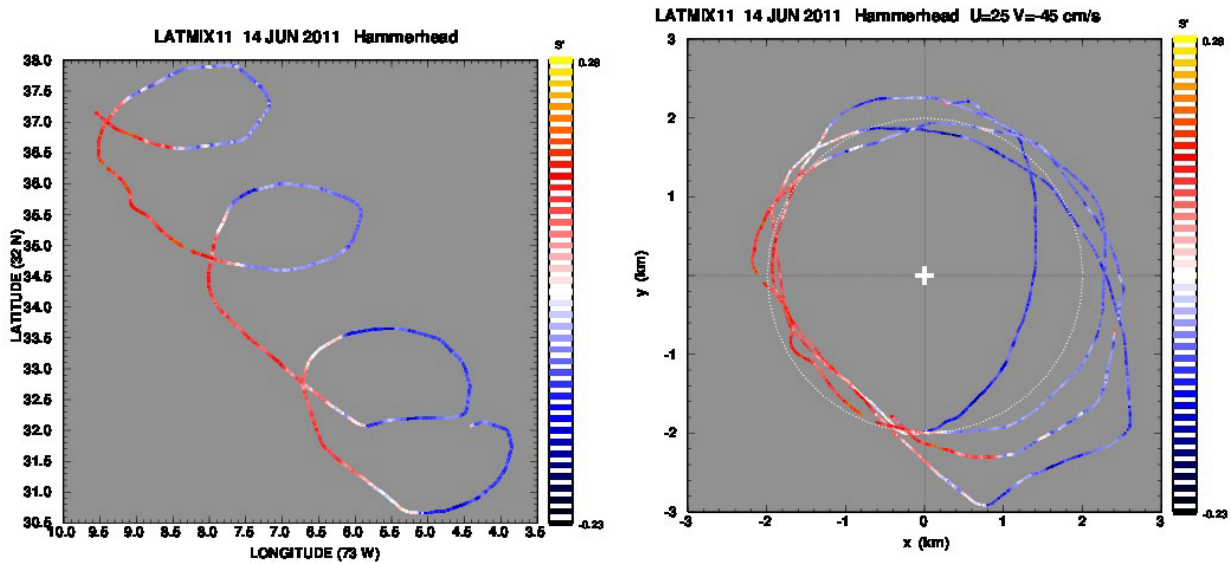 LATMIX11 14 JUN 2011 Hammerhead
S'
0.28
38.0
37.5
37.0
36.5
36.0
35.5
35.0
34.5
34.0
33.5
33.0
32.5
32.0
31.5
31.0
30.5
LATITUDE (32 N)
10.0 9.5 9.0 8.5 8.0 7.5 7.0 6.5 6.0 5.5 5.0 4.5 4.0 3.5
LONGITUDE (73 W)
-0.23
LATMIX11 14 JUN 2011 Hammerhead U=25 V=-45 cm/s
S'
0.28
3
2
1
0
-1
-2
-3
y (km)
-3 -2 -1 0 1 2 3
x (km)
-0.23